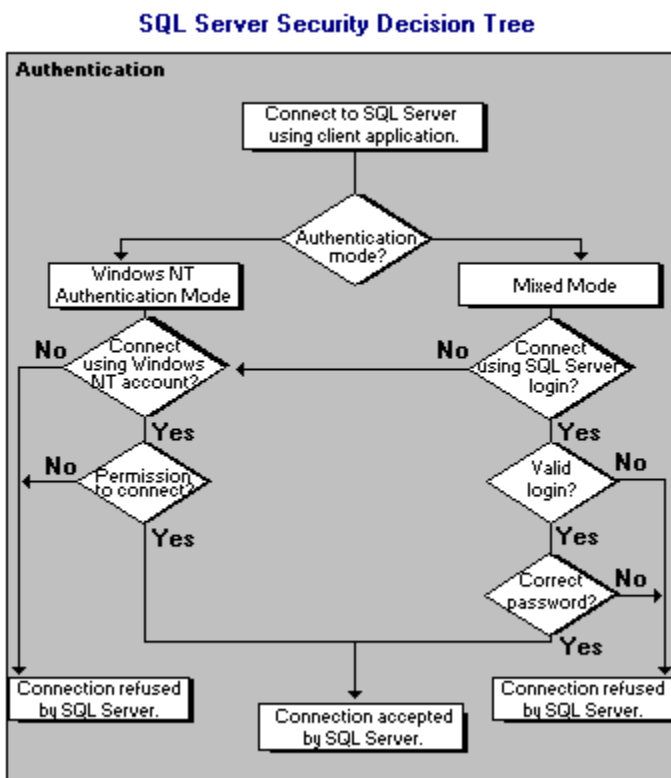 SQL Server Security Decision Tree
Authentication
Connect to SQL Server
using client application.
Authentication
mode?
Windows NT
Authentication Mode
Mixed Mode
No
Connect
using Windows
NT account?
No
Connect
using SQL Server
login?
Yes
Yes
No
Permission
to connect?
Valid
login?
No
Yes
Yes
Correct
password?
No
Yes
Connection refused
by SQL Server.
Connection accepted
by SQL Server.
Connection refused
by SQL Server.